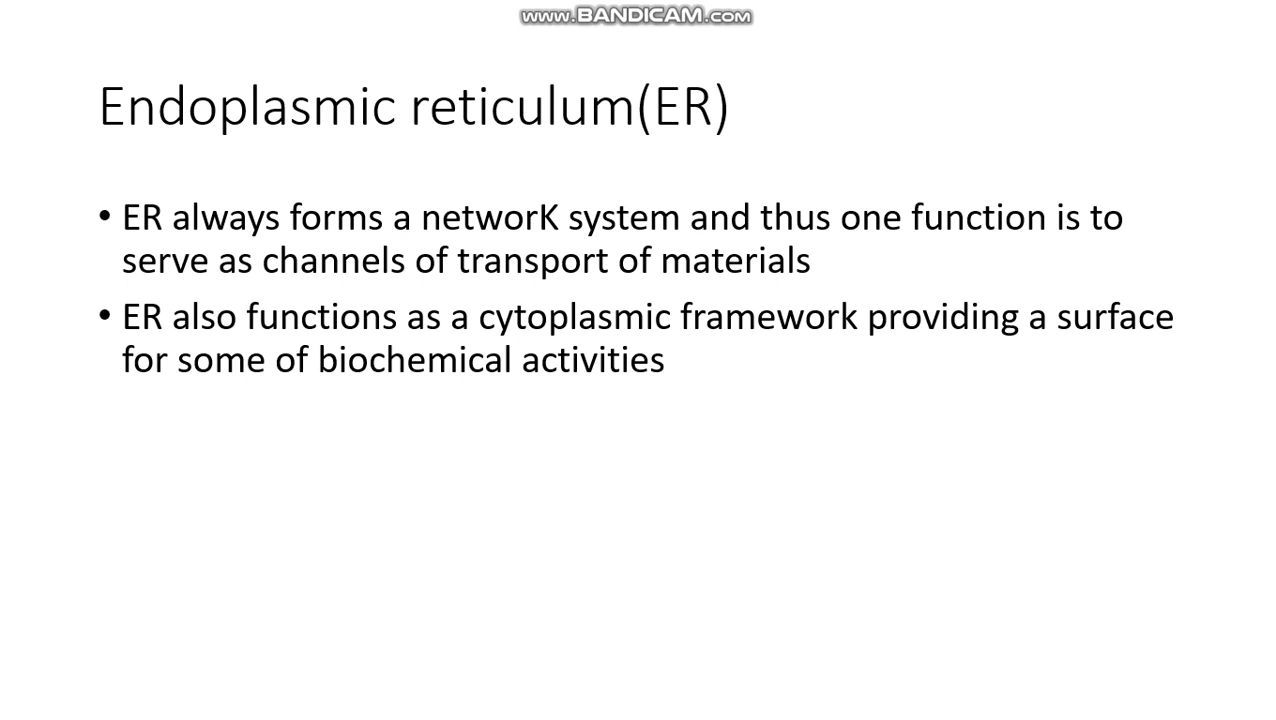 www.BANDICAM.com
Endoplasmic reticulum(ER)
• ER always forms a networK system and thus one function is to
serve as channels of transport of materials
• ER also functions as a cytoplasmic framework providing a surface
for some of biochemical activities